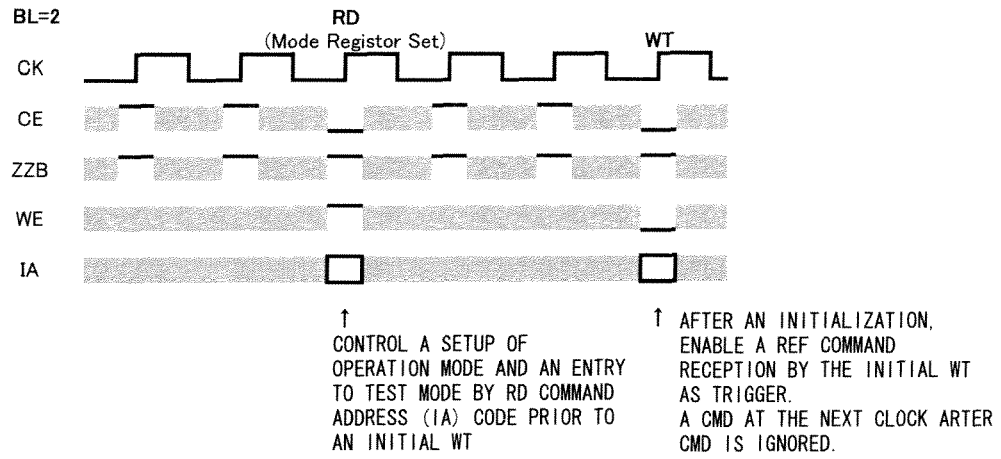 BL=2
RD
(Mode Registor Set)
WT
CK
CE
ZZB
WE
IA
↑
CONTROL A SETUP OF
OPERATION MODE AND AN ENTRY
TO TEST MODE BY RD COMMAND
ADDRESS (IA) CODE PRIOR TO
AN INITIAL WT
↑ AFTER AN INITIALIZATION,
ENABLE A REF COMMAND
RECEPTION BY THE INITIAL WT
AS TRIGGER.
A CMD AT THE NEXT CLOCK ARTER
CMD IS IGNORED.